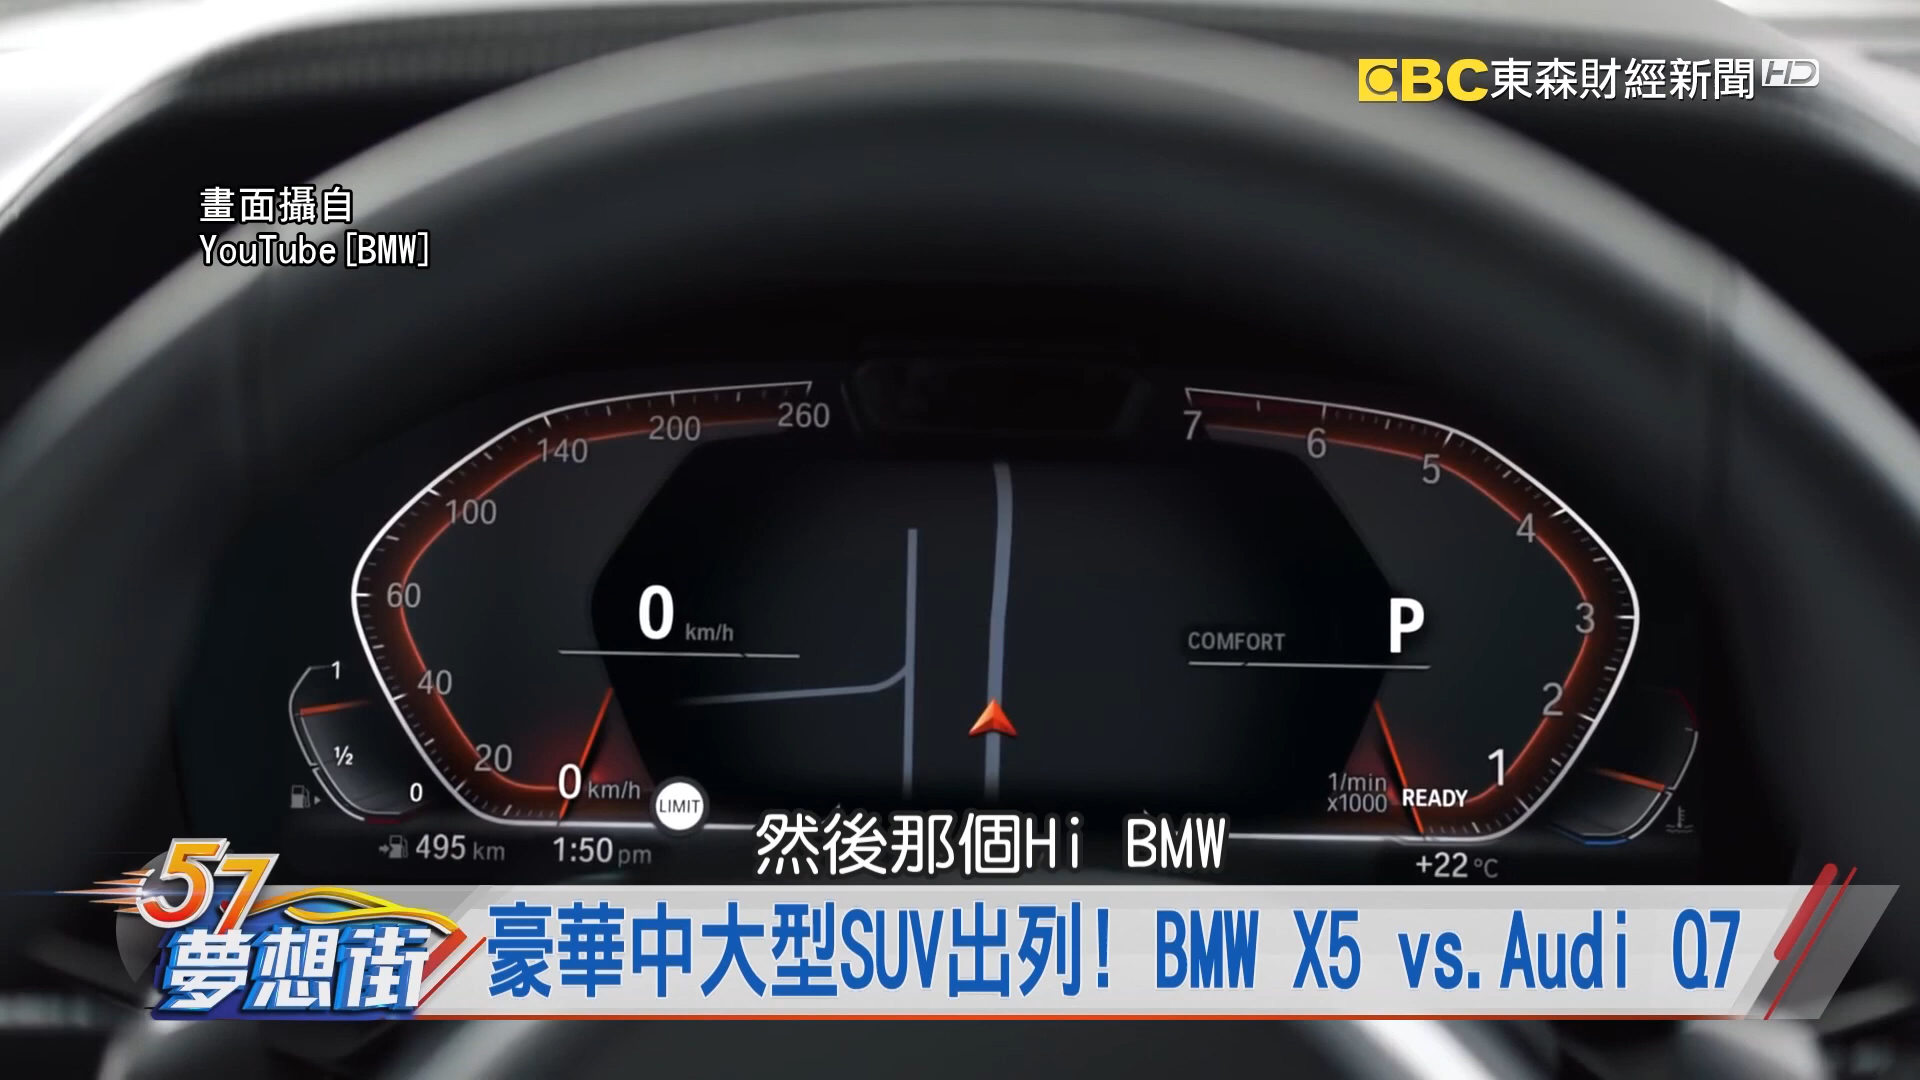 EBC東森財經新聞HD
畫面攝自
YouTube[BMW]
260
200
140
100
60
40
20
0 km/h
7
6
5
4
3
2
1
0 km/h
COMFORT
P
1
½
0
LIMIT
1/min
x1000
READY
495 km
1:50 pm
+22 °C
然後那個Hi BMW
57
夢想街
豪華中大型SUV出列! BMW X5 vs.Audi Q7